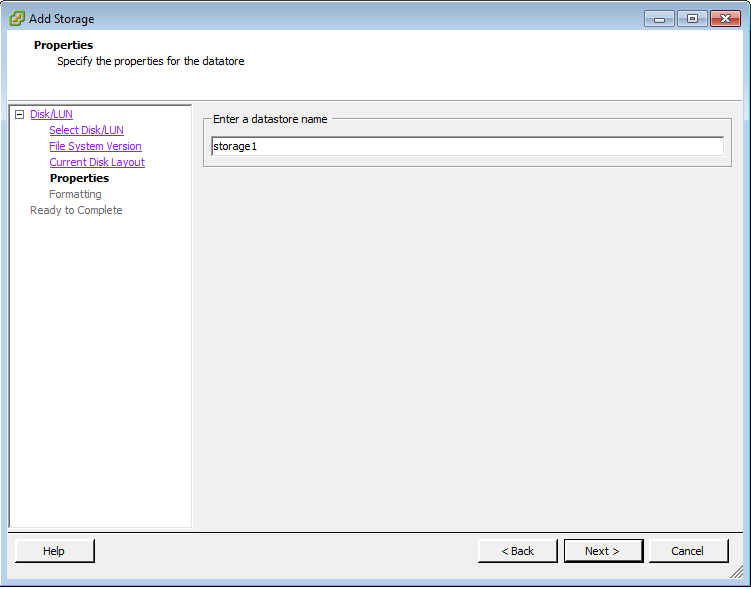 Add Storage
Properties
Specify the properties for the datatore
Disk/LUN
Select Disk/LUN
File System Version
Current Disk Layout
Properties
Formatting
Ready to Complete
Enter a datastore name
storage1
Help
< Back
Next >
Cancel